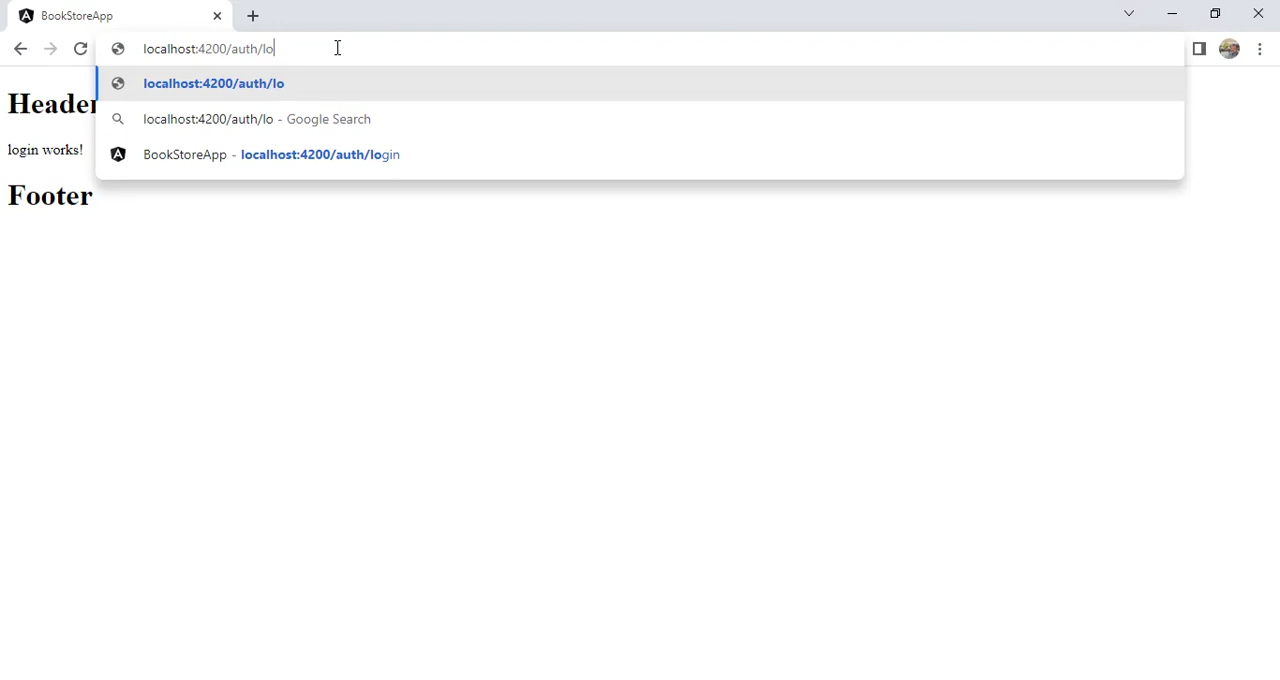 BookStoreApp
localhost:4200/auth/lo
localhost:4200/auth/lo
localhost:4200/auth/lo - Google Search
BookStoreApp - localhost:4200/auth/login
Header
login works!
Footer